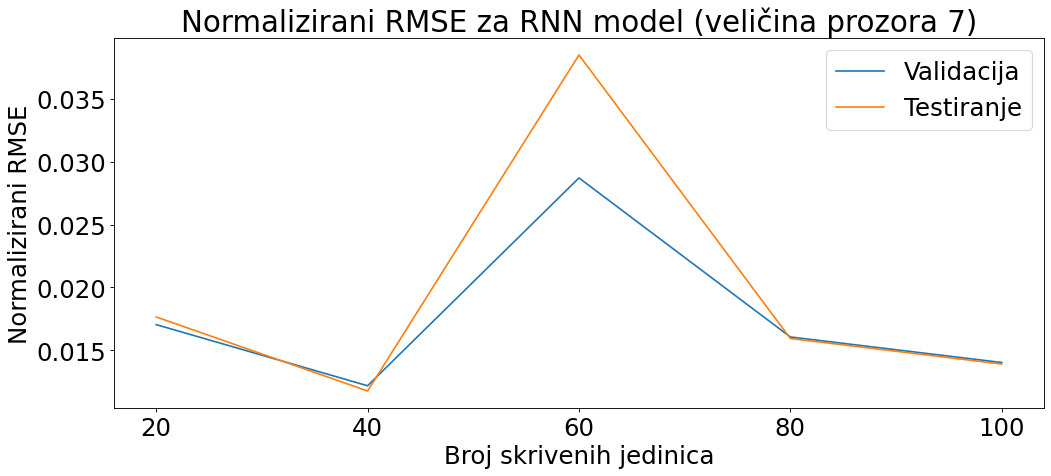 Normalizirani RMSE za RNN model (veličina prozora 7)
Validacija
Testiranje
Normalizirani RMSE
0.035
0.030
0.025
0.020
0.015
20 40 60 80 100
Broj skrivenih jedinica